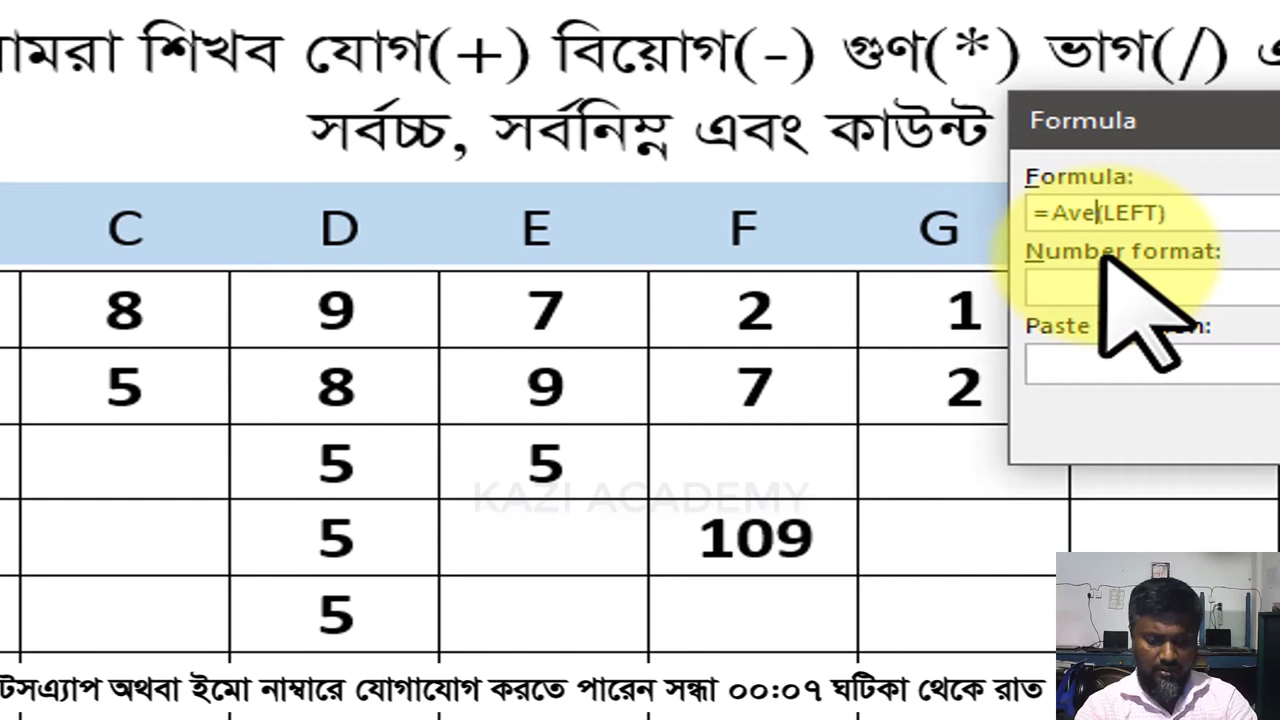 মরা শিখব যোগ(+) বিয়োগ(-) গুণ(*) ভাগ(/)
সর্বচ্চ, সর্বনিম্ন এবং কাউন্ট
Formula
Formula:
=Ave(LEFT)
Number format:
Paste
C D E F G
8 9 7 2 1
5 8 9 7 2
5 5
KAZI ACADEMY
5 109
5
অথবা ইমো নাম্বারে যোগাযোগ করতে পারেন সন্ধা ০০:০৭ ঘটিকা থেকে রাত